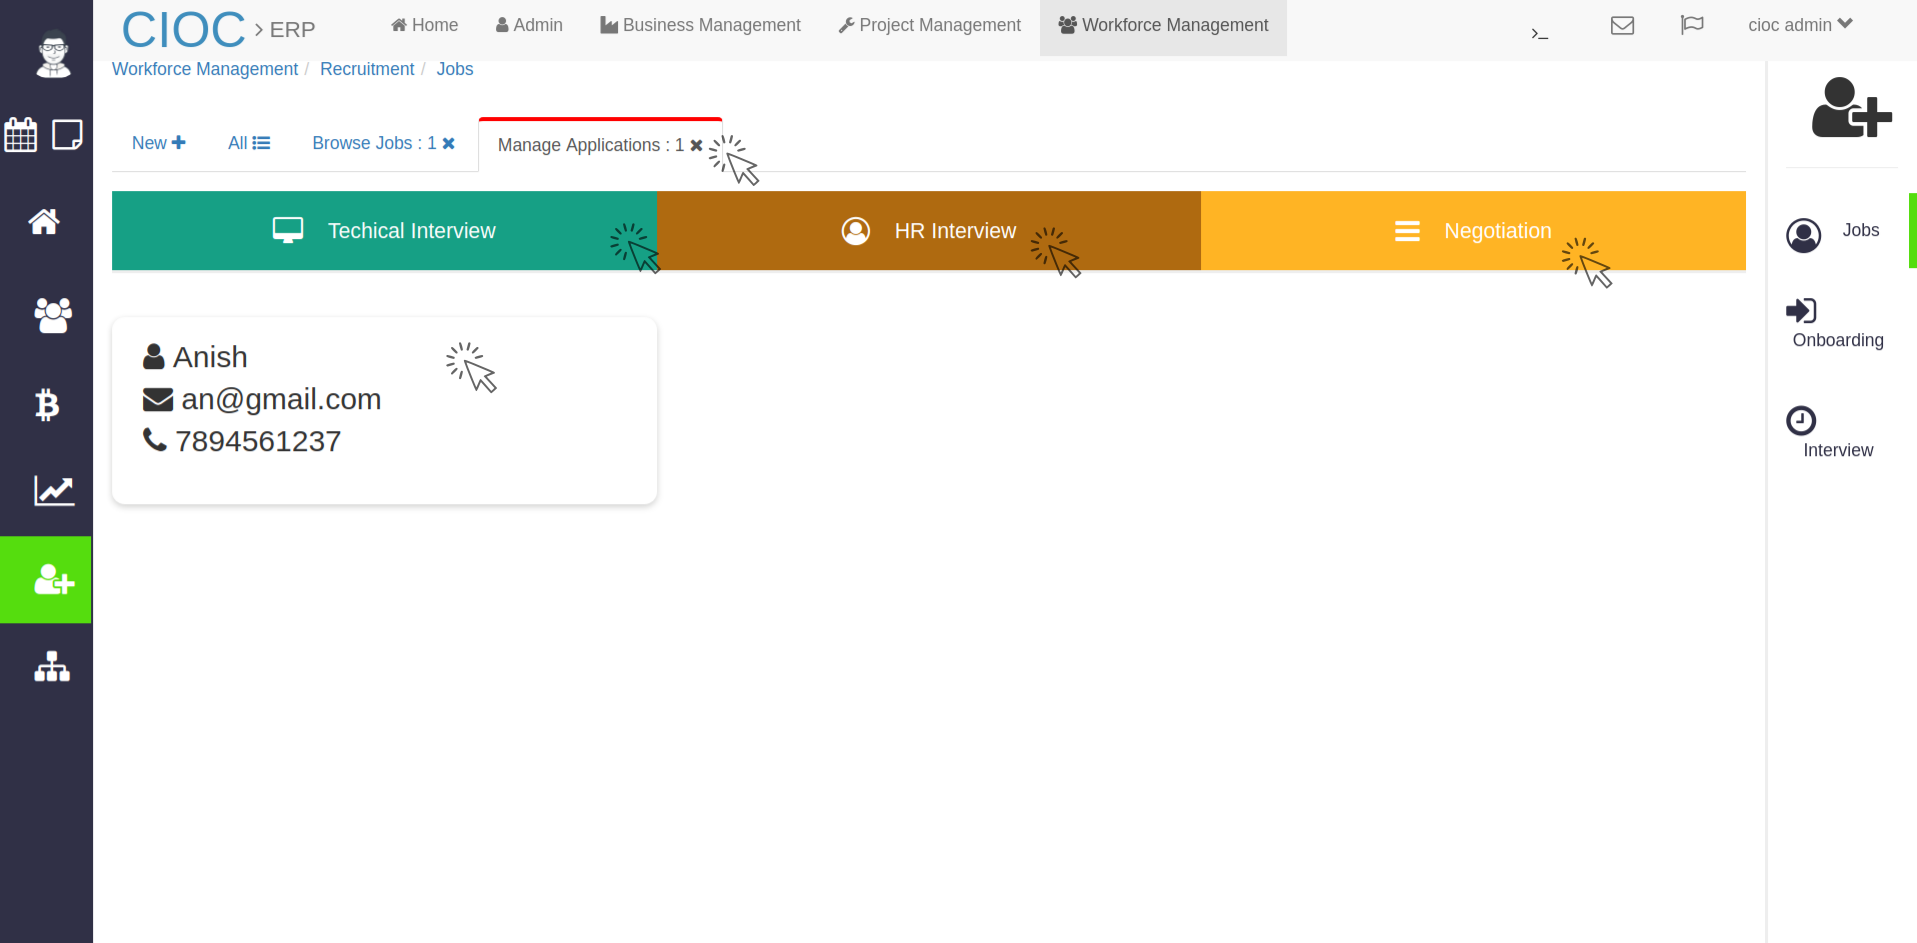 CIOC > ERP
Home
Admin
Business Management
Project Management
Workforce Management
>_
cioc admin
Workforce Management / Recruitment / Jobs
New
All
Browse Jobs : 1
Manage Applications : 1
Techical Interview
HR Interview
Negotiation
Anish
an@gmail.com
7894561237
Jobs
Onboarding
Interview